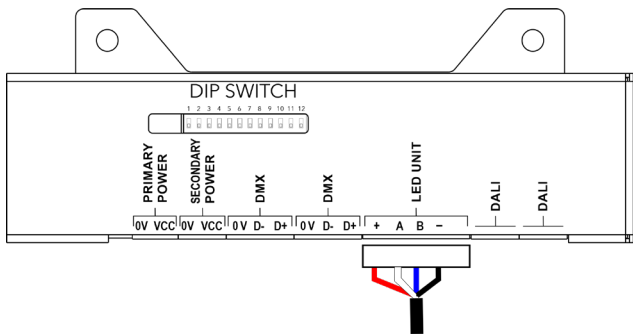 DIP SWITCH
1 2 3 4 5 6 7 8 9 10 11 12
PRIMARY
POWER
SECONDARY
POWER
DMX
DMX
LED UNIT
DALI
DALI
0V VCC 0V VCC 0V D- D+ 0V D- D+ + A B −